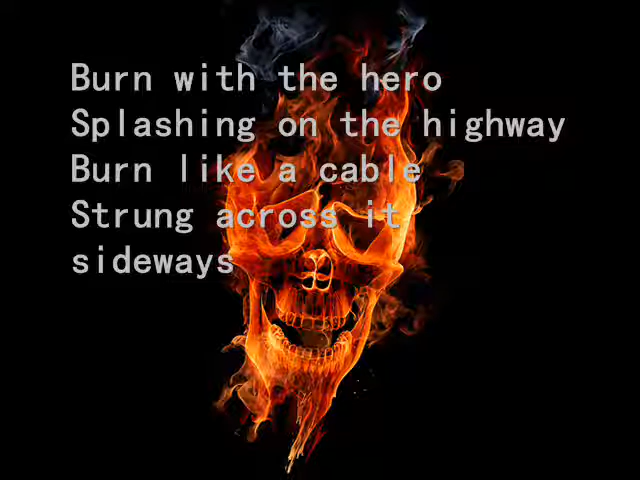 Burn with the hero
Splashing on the highway
Burn like a cable
Strung across it
sideways